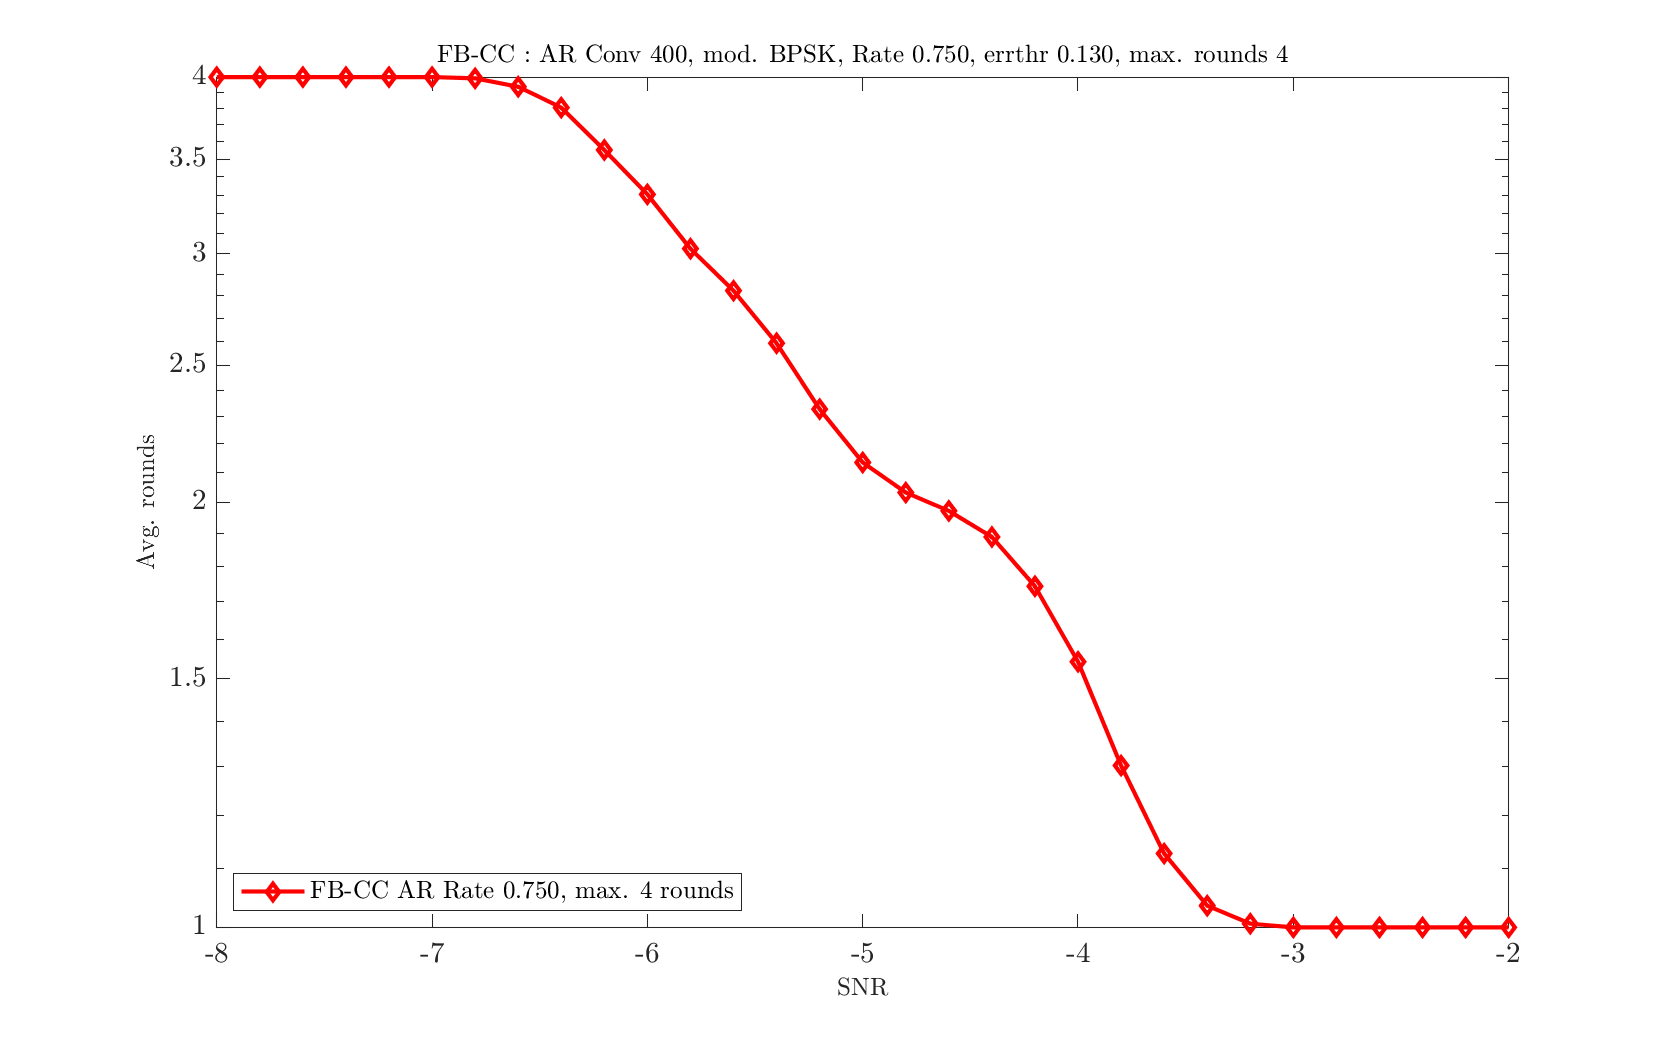 FB-CC : AR Conv 400, mod. BPSK, Rate 0.750, errthr 0.130, max. rounds 4
4
3.5
3
2.5
2
1.5
1
Avg. rounds
FB-CC AR Rate 0.750, max. 4 rounds
-8 -7 -6 -5 -4 -3 -2
SNR